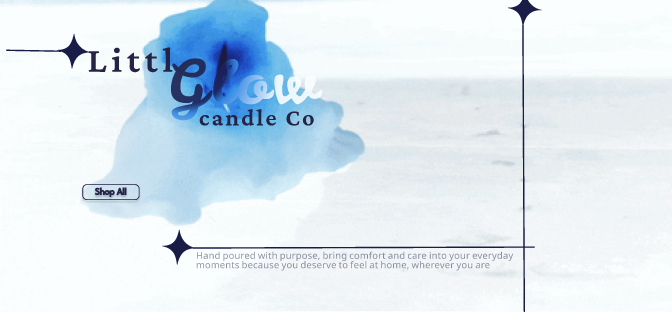 Littl
Glow
candle Co
Shop All
Hand poured with purpose, bring comfort and care into your everyday
moments because you deserve to feel at home, wherever you are